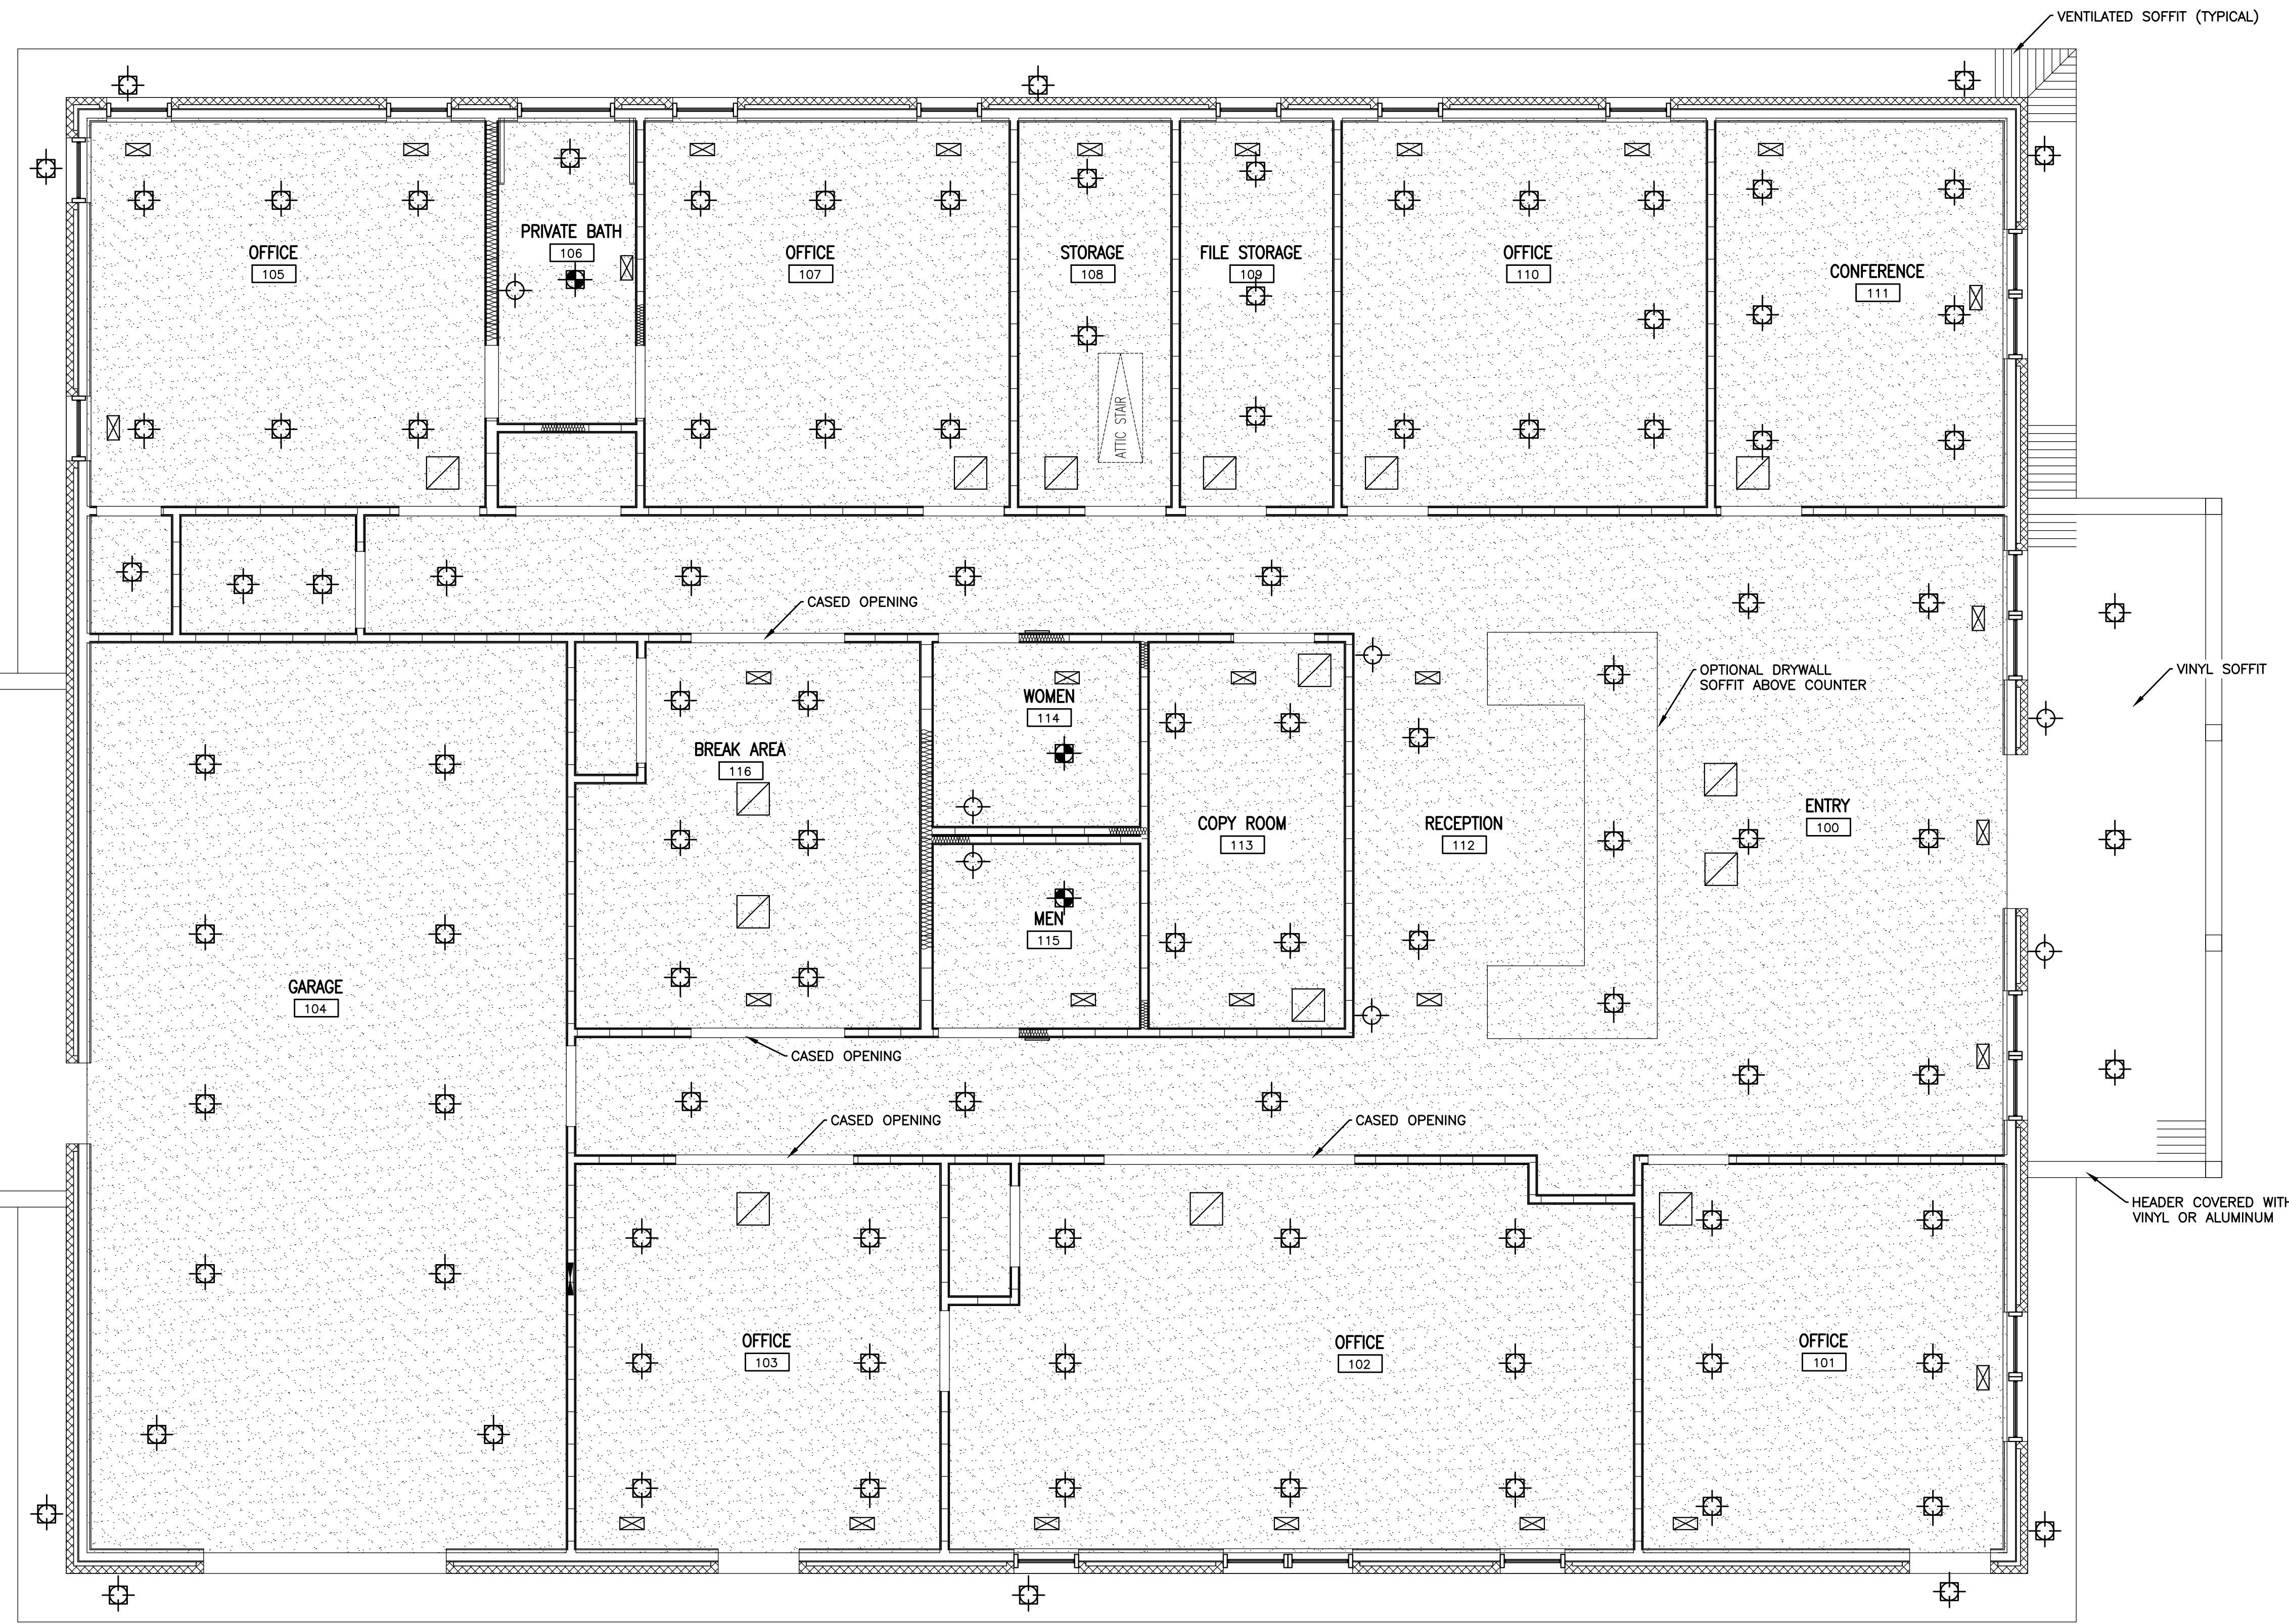 VENTILATED SOFFIT (TYPICAL)
OFFICE
105
PRIVATE BATH
106
OFFICE
107
STORAGE
108
FILE STORAGE
109
OFFICE
110
CONFERENCE
111
ATTIC STAIR
CASED OPENING
OPTIONAL DRYWALL
SOFFIT ABOVE COUNTER
VINYL SOFFIT
WOMEN
114
BREAK AREA
116
COPY ROOM
113
RECEPTION
112
ENTRY
100
MEN
115
GARAGE
104
CASED OPENING
CASED OPENING
CASED OPENING
HEADER COVERED WITH
VINYL OR ALUMINUM
OFFICE
103
OFFICE
102
OFFICE
101